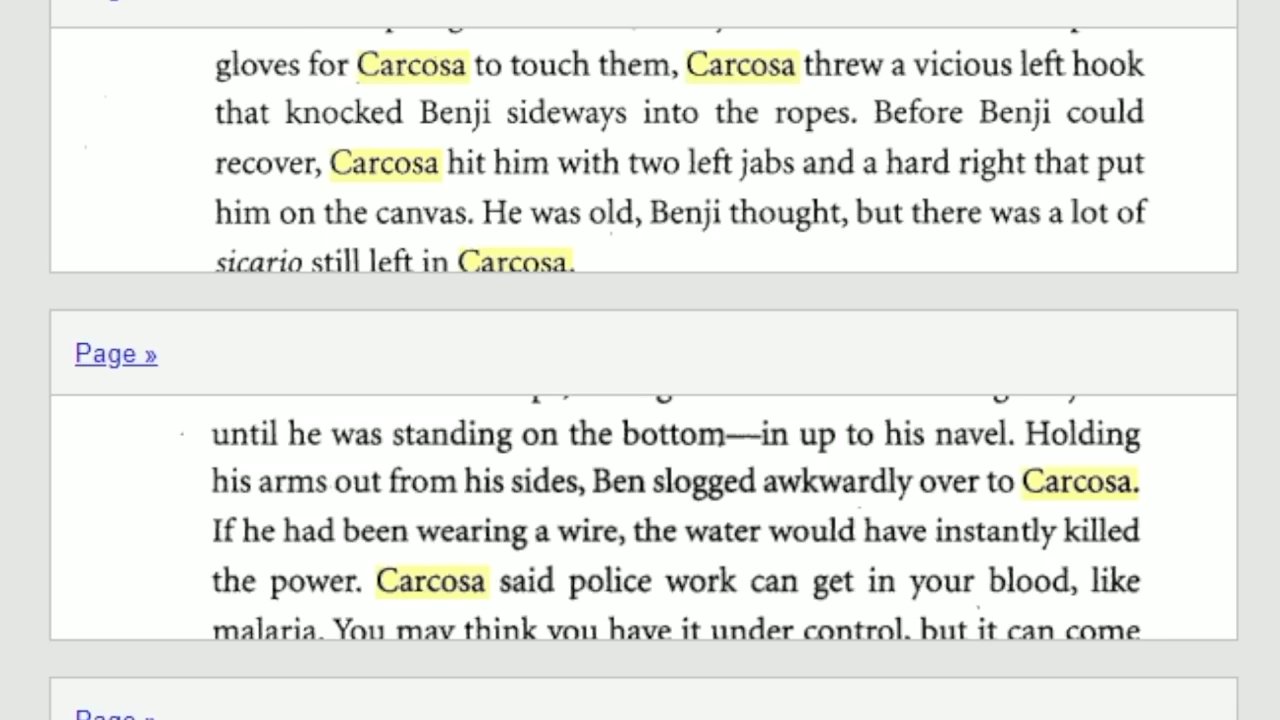 gloves for Carcosa to touch them, Carcosa threw a vicious left hook
that knocked Benji sideways into the ropes. Before Benji could
recover, Carcosa hit him with two left jabs and a hard right that put
him on the canvas. He was old, Benji thought, but there was a lot of
sicario still left in Carcosa.
Page »
until he was standing on the bottom—in up to his navel. Holding
his arms out from his sides, Ben slogged awkwardly over to Carcosa.
If he had been wearing a wire, the water would have instantly killed
the power. Carcosa said police work can get in your blood, like
malaria. You may think you have it under control, but it can come
Page »